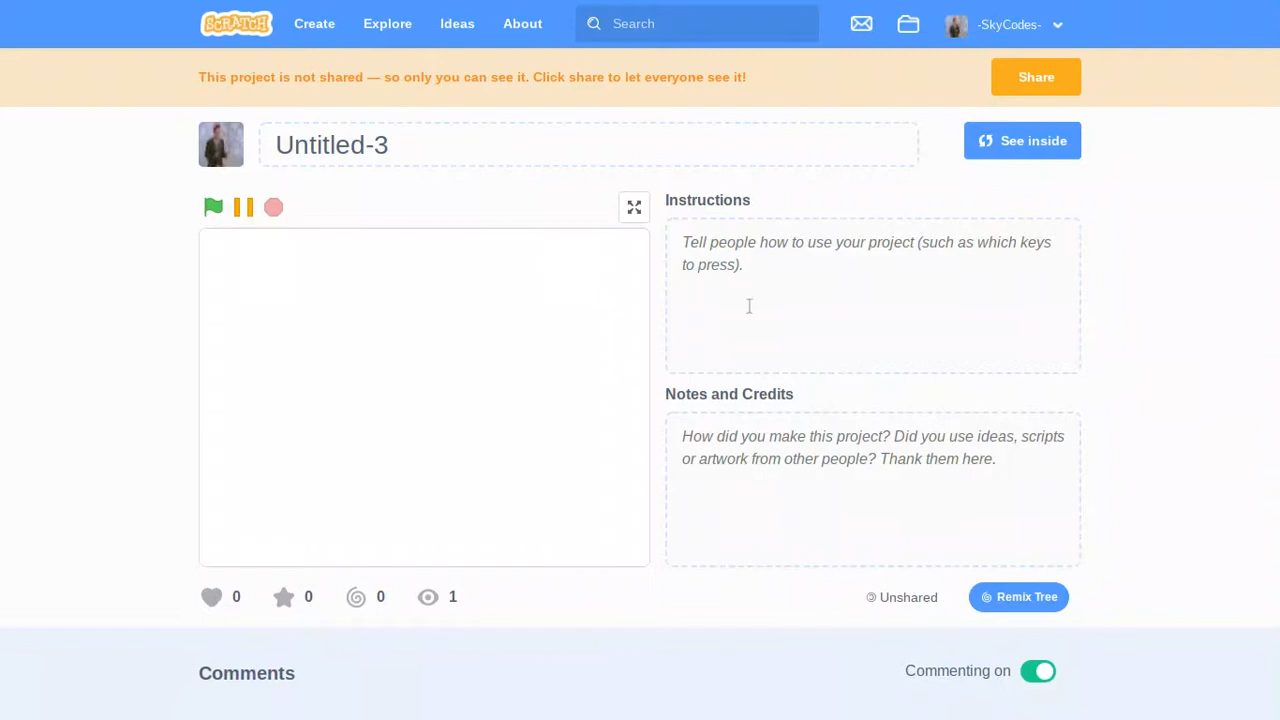 SCRATCH Create Explore Ideas About Search -SkyCodes-
This project is not shared — so only you can see it. Click share to let everyone see it! Share
Untitled-3 See inside
Instructions
Tell people how to use your project (such as which keys
to press).
Notes and Credits
How did you make this project? Did you use ideas, scripts
or artwork from other people? Thank them here.
0 0 0 1 Unshared Remix Tree
Comments Commenting on